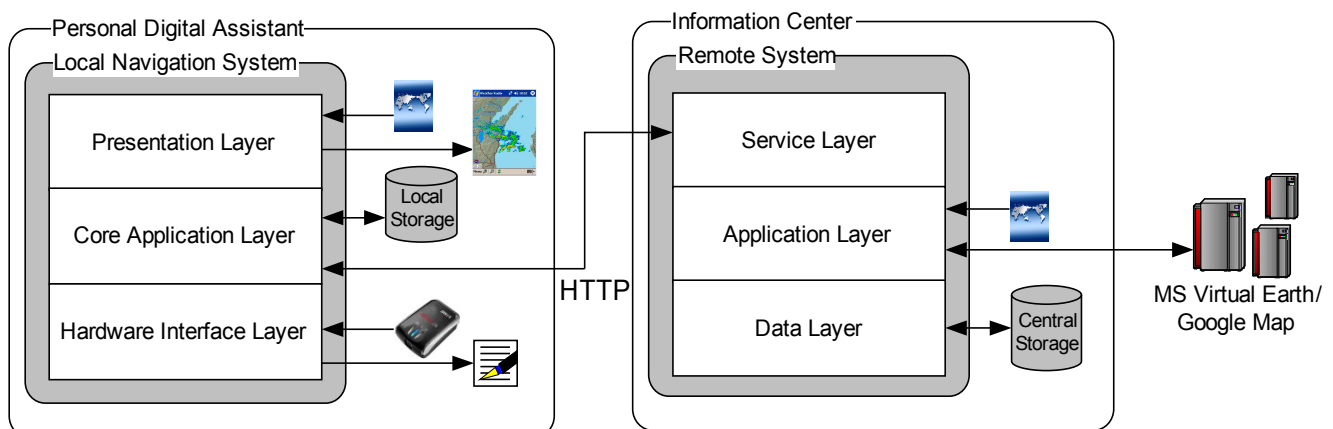 Personal Digital Assistant
Local Navigation System
Presentation Layer
Core Application Layer
Hardware Interface Layer
Local
Storage
HTTP
Information Center
Remote System
Service Layer
Application Layer
Data Layer
Central
Storage
MS Virtual Earth/
Google Map